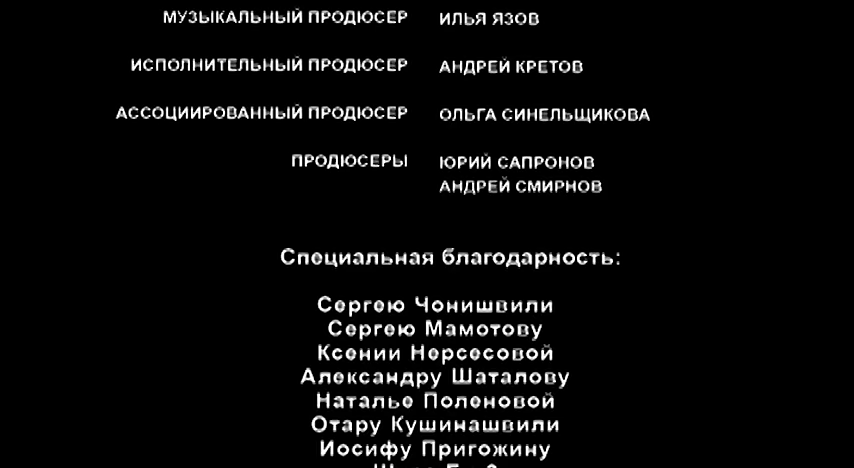 МУЗЫКАЛЬНЫЙ ПРОДЮСЕР ИЛЬЯ ЯЗОВ
ИСПОЛНИТЕЛЬНЫЙ ПРОДЮСЕР АНДРЕЙ КРЕТОВ
АССОЦИИРОВАННЫЙ ПРОДЮСЕР ОЛЬГА СИНЕЛЬЩИКОВА
ПРОДЮСЕРЫ ЮРИЙ САПРОНОВ
АНДРЕЙ СМИРНОВ
Специальная благодарность:
Сергею Чонишвили
Сергею Мамотову
Ксении Нерсесовой
Александру Шаталову
Наталье Поленовой
Отару Кушинашвили
Иосифу Пригожину